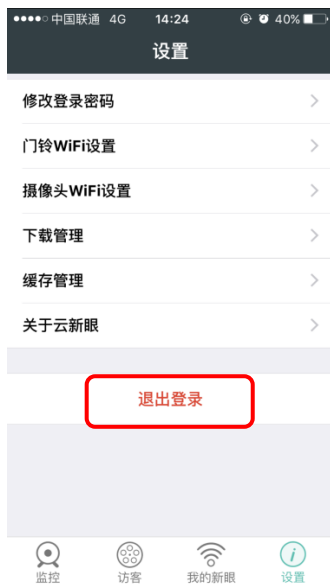 中国联通 4G 14:24 40%
设置
修改登录密码
门铃WiFi设置
摄像头WiFi设置
下载管理
缓存管理
关于云新眼
退出登录
监控 访客 我的新眼 设置